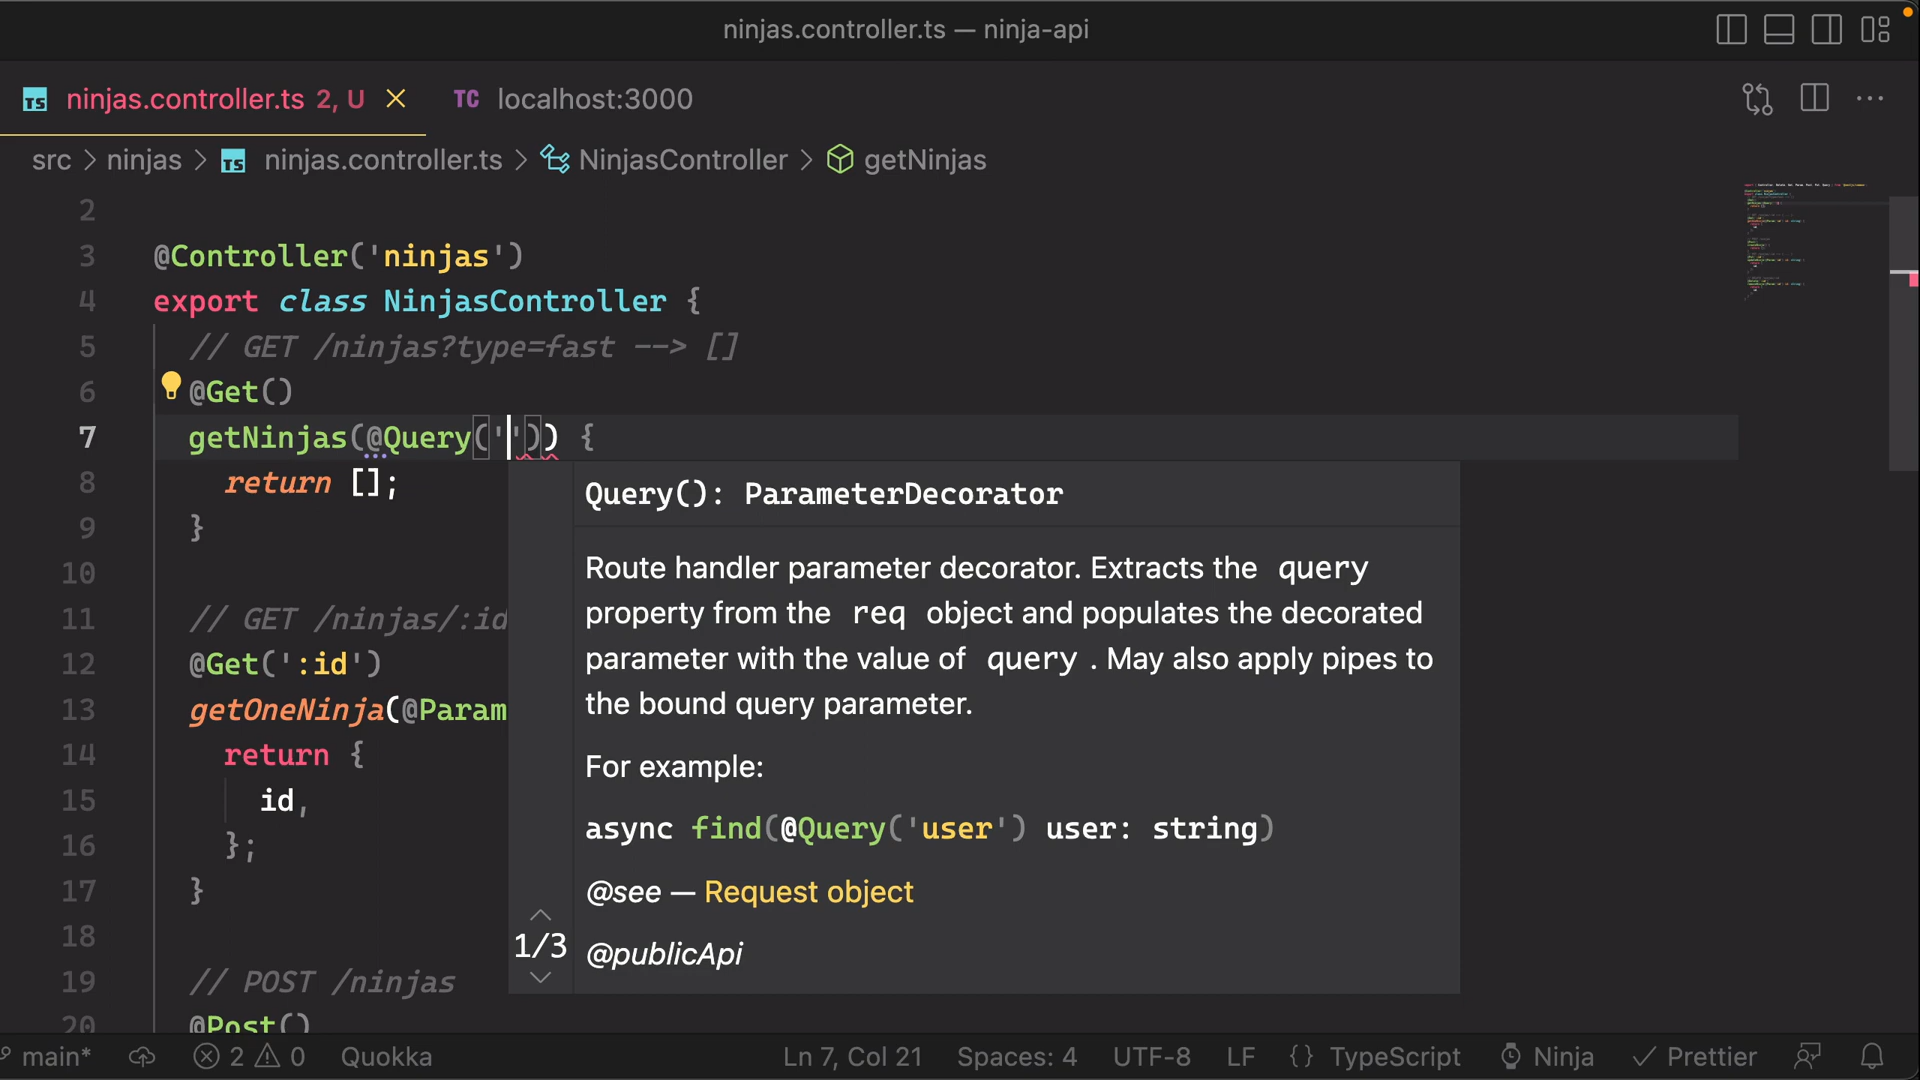 ninjas.controller.ts — ninja-api
TS ninjas.controller.ts 2, U TC localhost:3000
src > ninjas > TS ninjas.controller.ts > NinjasController > getNinjas
2
3 @Controller('ninjas')
4 export class NinjasController {
5 // GET /ninjas?type=fast --> []
6 @Get()
7 getNinjas(@Query('')) {
8 return [];
9 }
10
11 // GET /ninjas/:id
12 @Get(':id')
13 getOneNinja(@Param
14 return {
15 id,
16 };
17 }
18
19 // POST /ninjas
20 @Post()
Query(): ParameterDecorator
Route handler parameter decorator. Extracts the query
property from the req object and populates the decorated
parameter with the value of query . May also apply pipes to
the bound query parameter.
For example:
async find(@Query('user') user: string)
@see — Request object
1/3
@publicApi
main* 2 0 Quokka Ln 7, Col 21 Spaces: 4 UTF-8 LF {} TypeScript Ninja Prettier